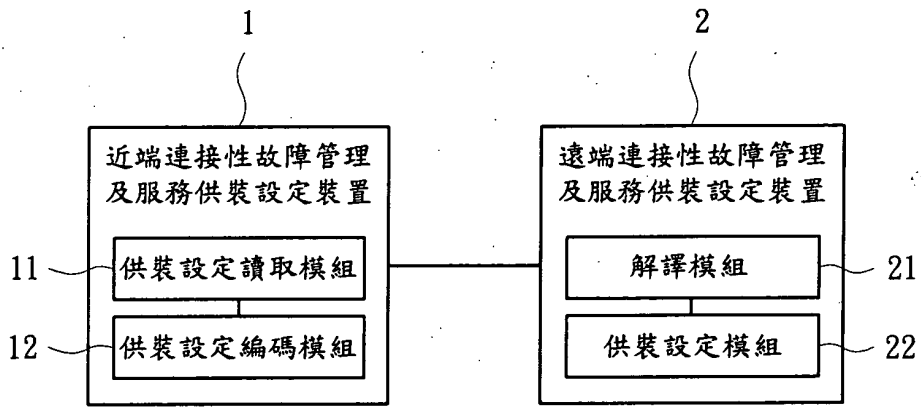 1
2
近端連接性故障管理
及服務供裝設定裝置
遠端連接性故障管理
及服務供裝設定裝置
11
供裝設定讀取模組
12
供裝設定編碼模組
解譯模組
21
供裝設定模組
22